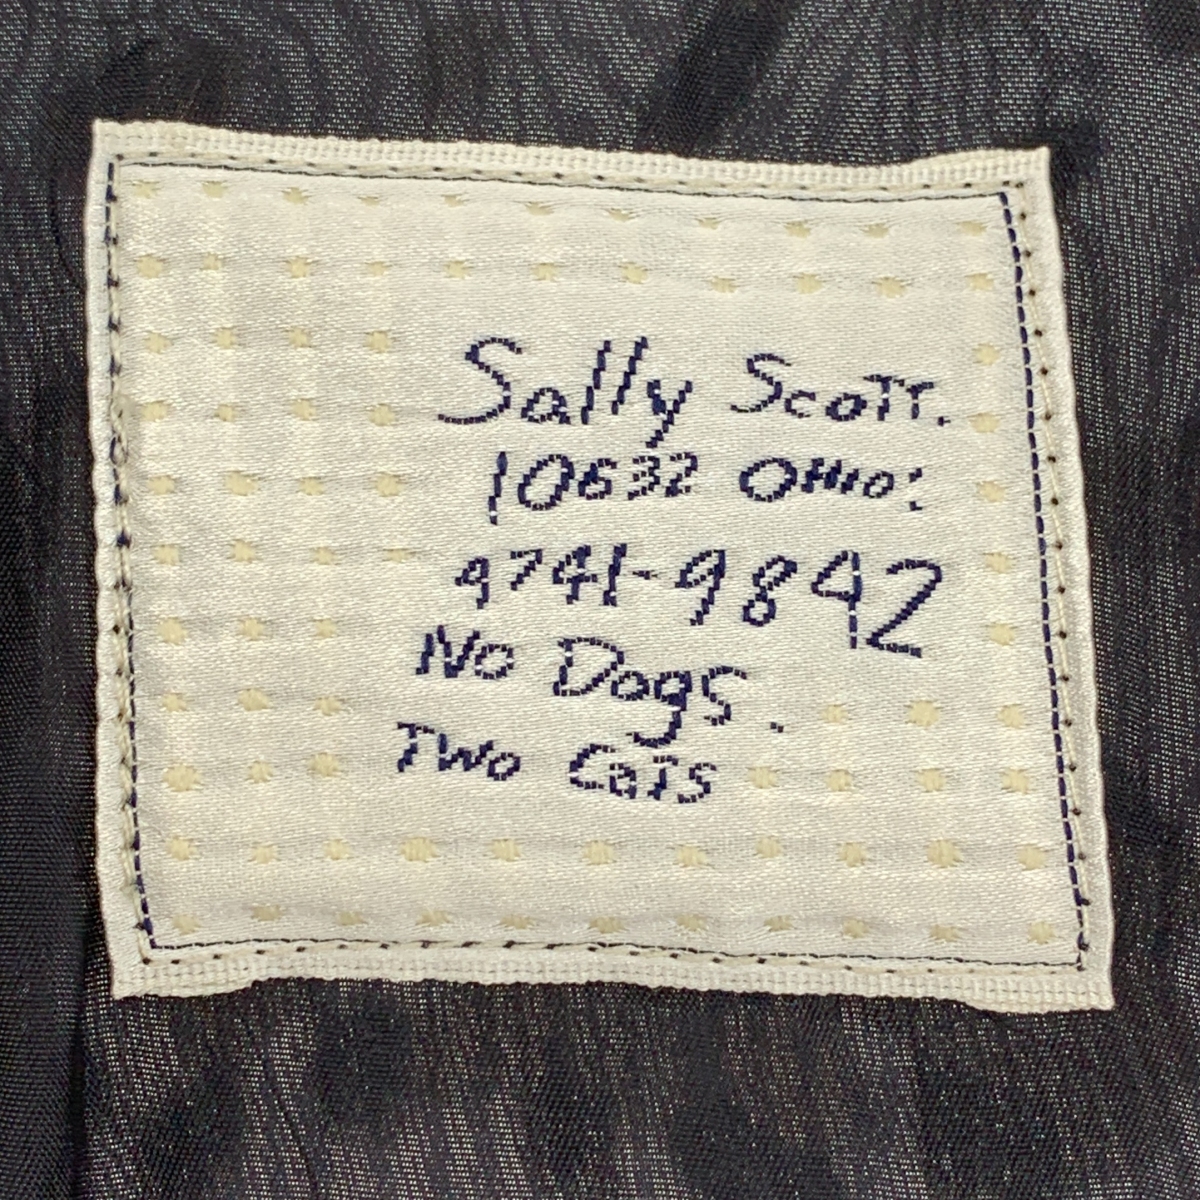 Sally Scott.
10632 OHIO:
9741-9842
No Dogs.
Two Cats